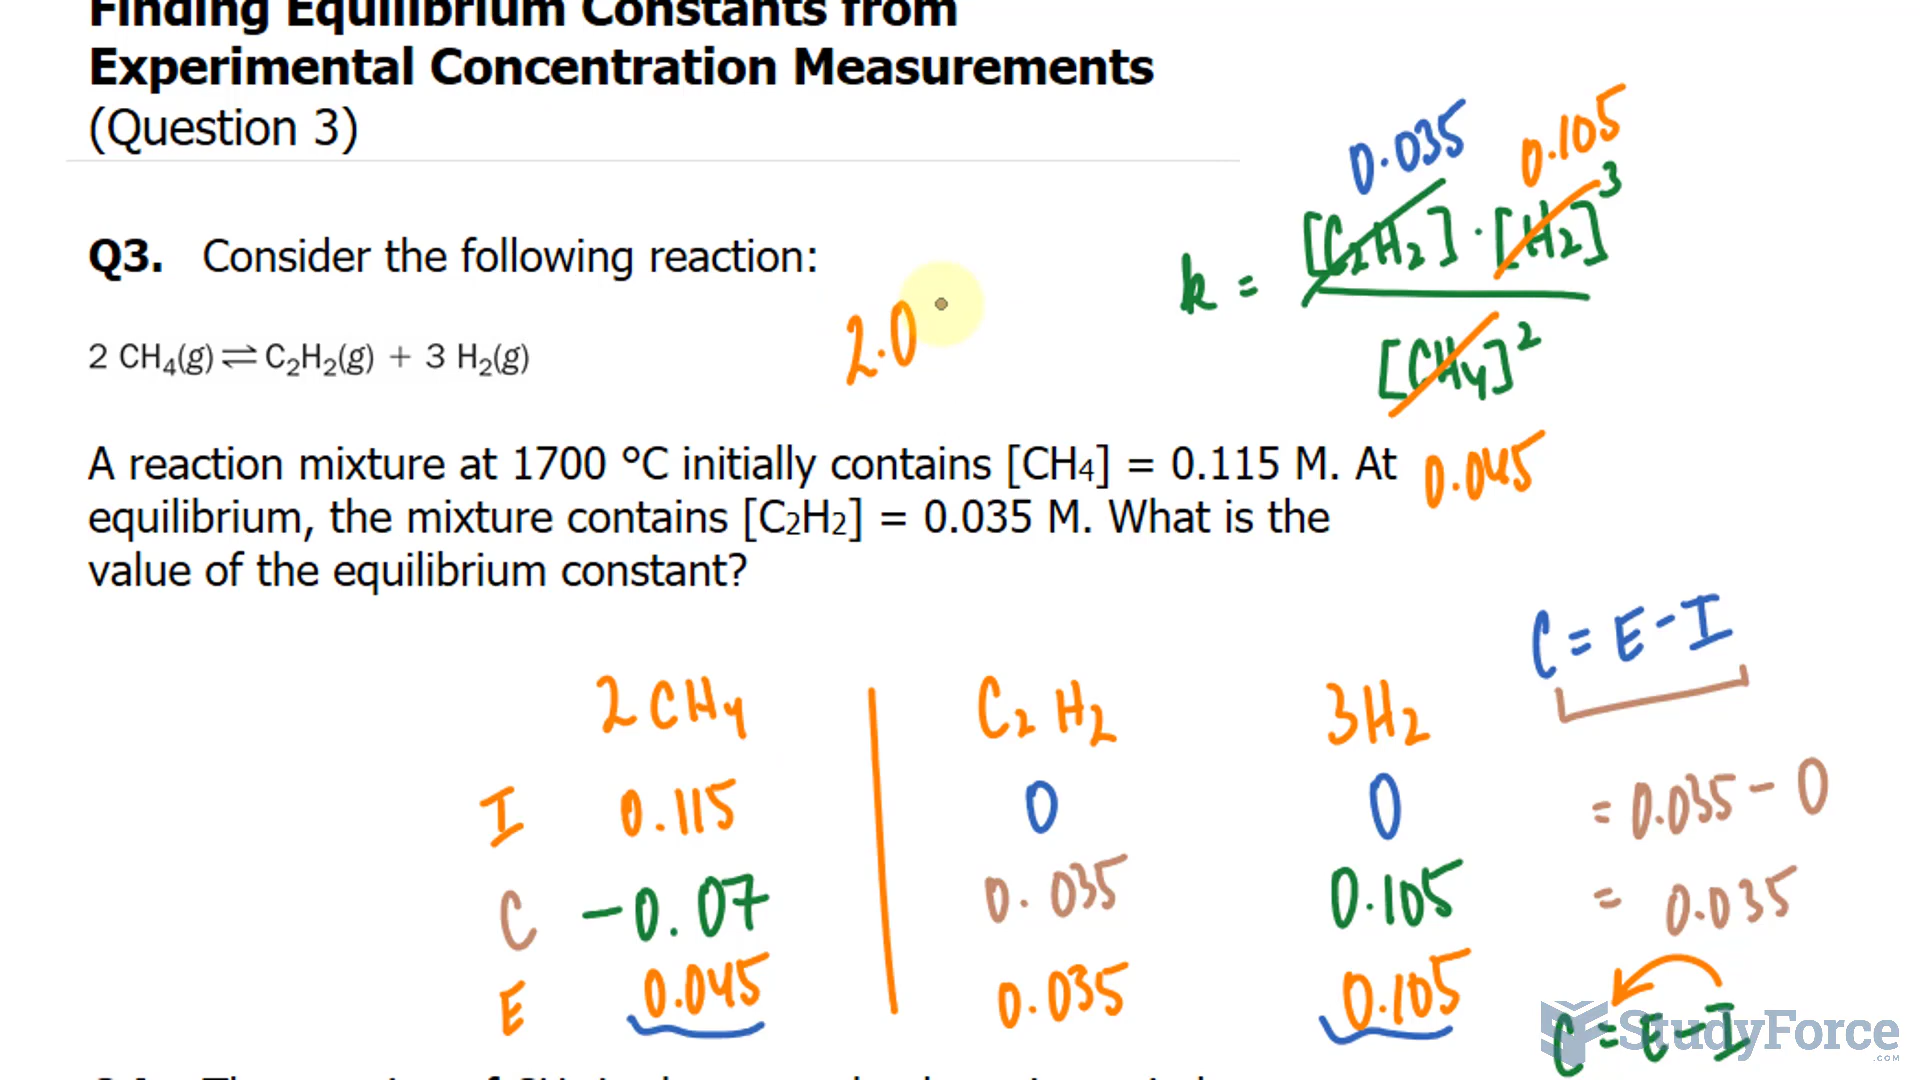 Finding Equilibrium Constants from
Experimental Concentration Measurements
(Question 3)
Q3. Consider the following reaction:
2 CH₄(g) ⇌ C₂H₂(g) + 3 H₂(g)
2.0
0.035 0.105
k = [C₂H₂] · [H₂]³
[CH₄]²
0.045
A reaction mixture at 1700 °C initially contains [CH4] = 0.115 M. At
equilibrium, the mixture contains [C2H2] = 0.035 M. What is the
value of the equilibrium constant?
C = E - I
= 0.035 - 0
= 0.035
2CH₄ C₂H₂ 3H₂
I 0.115 0 0
C -0.07 0.035 0.105
E 0.045 0.035 0.105
C = E - I
StudyForce
.COM